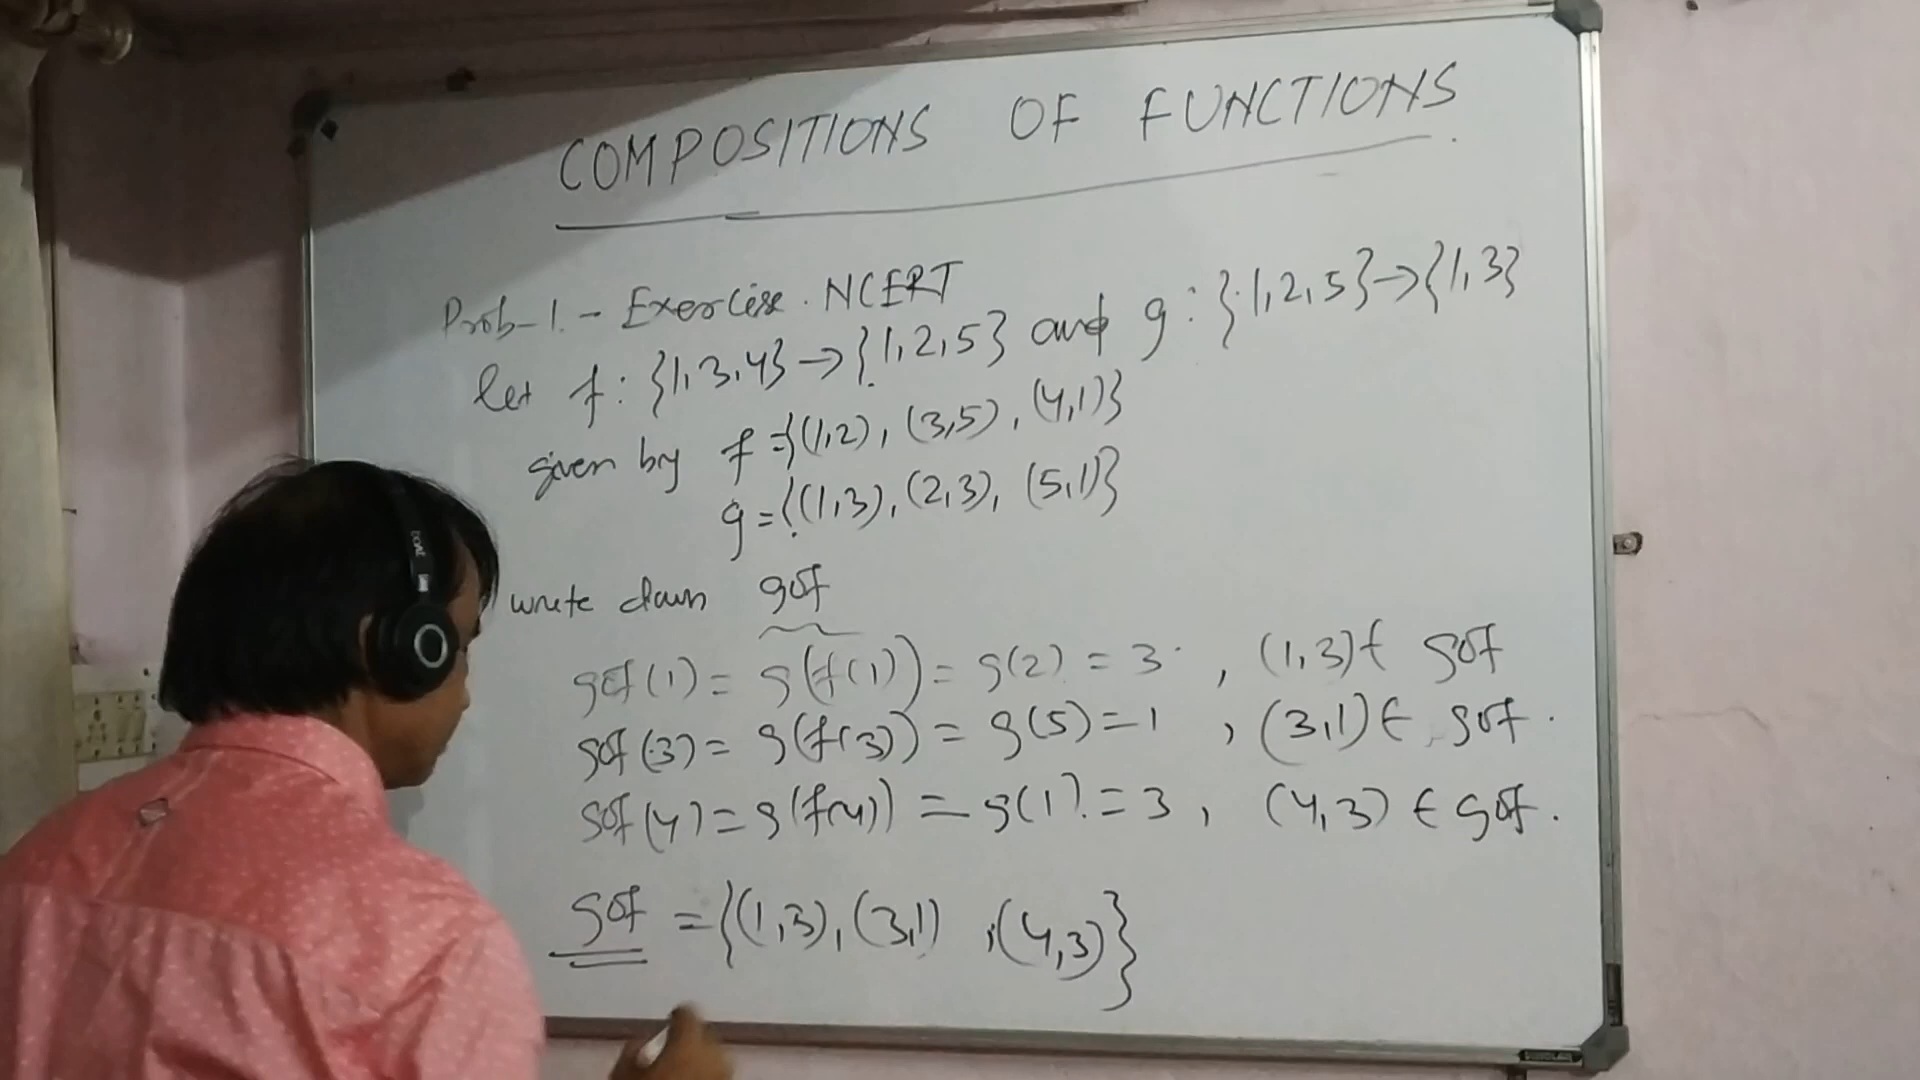 COMPOSITIONS OF FUNCTIONS
Prob-1. - Exercise. NCERT
let f: {1,3,4} → {1,2,5} and g: {1,2,5} → {1,3}
given by f = {(1,2), (3,5), (4,1)}
g = {(1,3), (2,3), (5,1)}
write down gof
gof(1) = g(f(1)) = g(2) = 3 , (1,3) ∈ gof
gof(3) = g(f(3)) = g(5) = 1 , (3,1) ∈ gof.
gof(4) = g(f(4)) = g(1) = 3 , (4,3) ∈ gof.
gof = {(1,3), (3,1) , (4,3)}